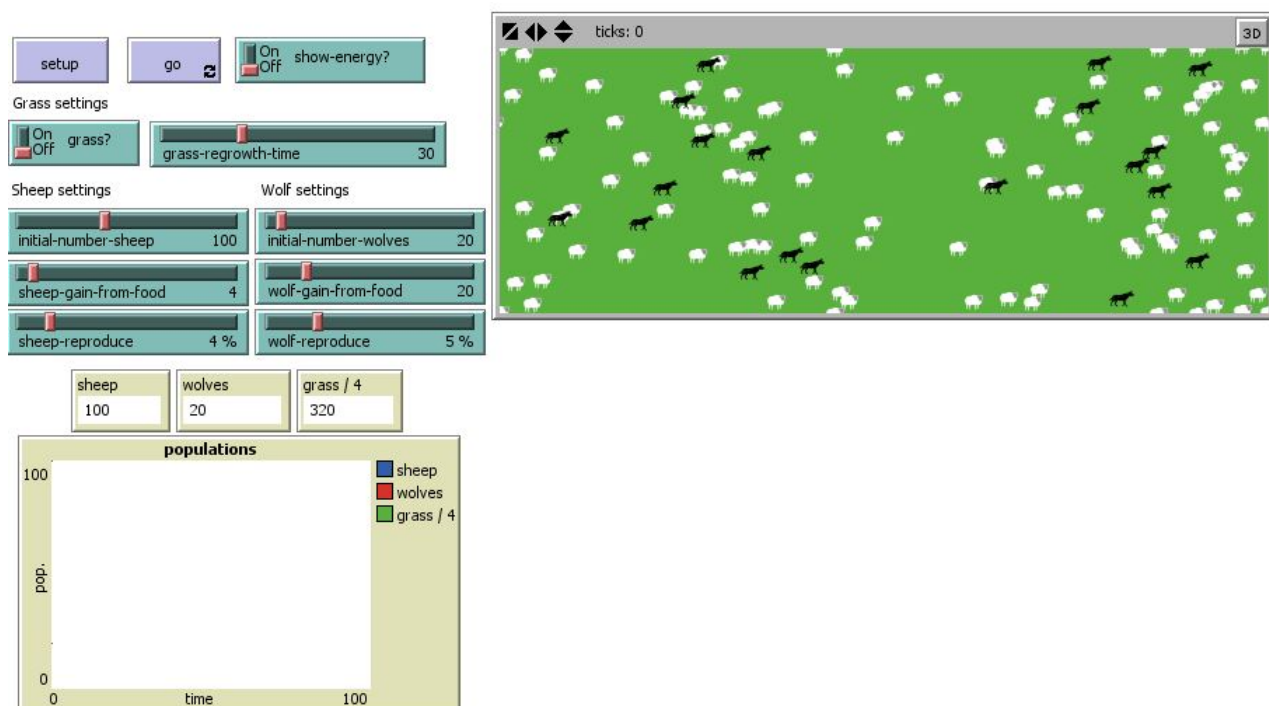 setup
go
On
Off
show-energy?
ticks: 0
3D
Grass settings
On
Off
grass?
grass-regrowth-time 30
Sheep settings
Wolf settings
initial-number-sheep 100
initial-number-wolves 20
sheep-gain-from-food 4
wolf-gain-from-food 20
sheep-reproduce 4 %
wolf-reproduce 5 %
sheep
100
wolves
20
grass / 4
320
populations
100
pop.
0
0
time
100
sheep
wolves
grass / 4